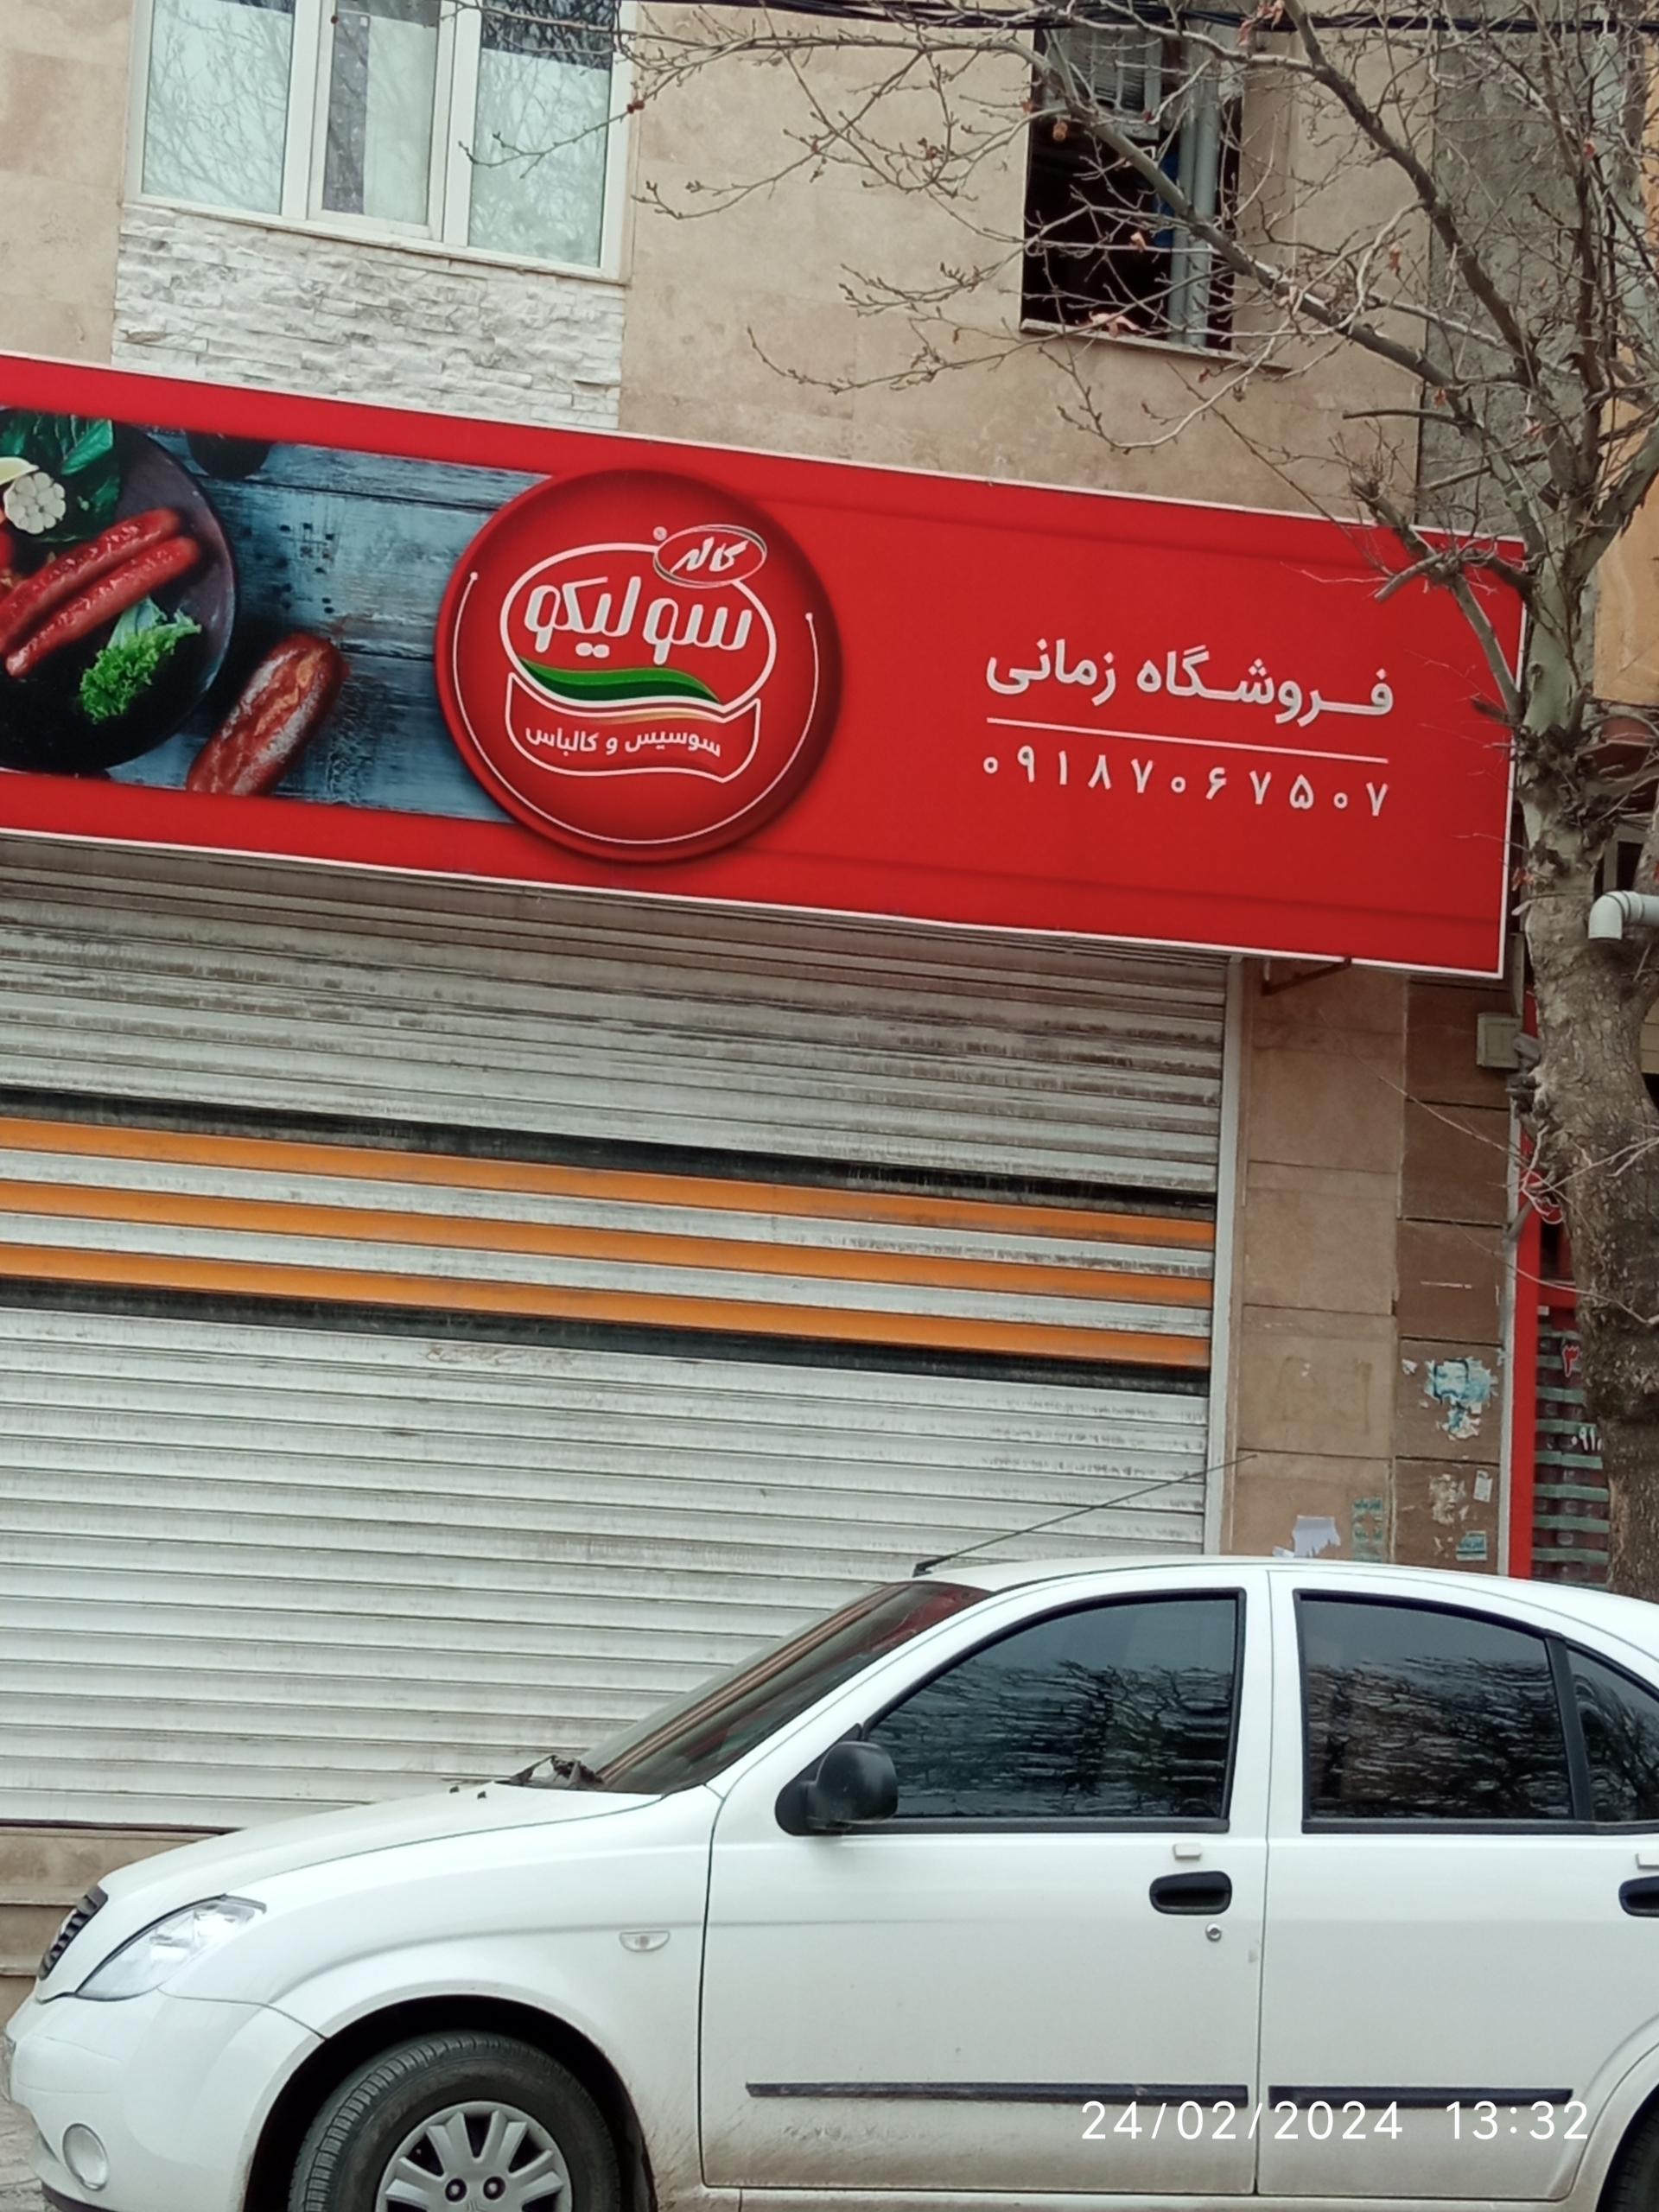 کاله
سولیکو
سوسیس و کالباس
فروشگاه زمانی
۰۹۱۸۷۰۶۷۵۰۷
24/02/2024 13:32